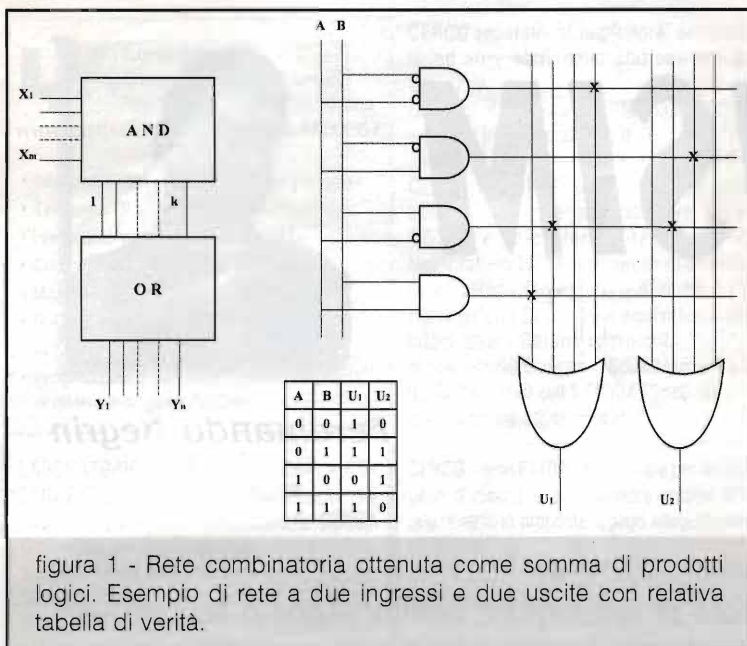 A B
X1
Xm
A N D
1 k
O R
Y1 Yn
X
X
X X
X
A B U1 U2
0 0 1 0
0 1 1 1
1 0 0 1
1 1 1 0
U1 U2
figura 1 - Rete combinatoria ottenuta come somma di prodotti
logici. Esempio di rete a due ingressi e due uscite con relativa
tabella di verità.